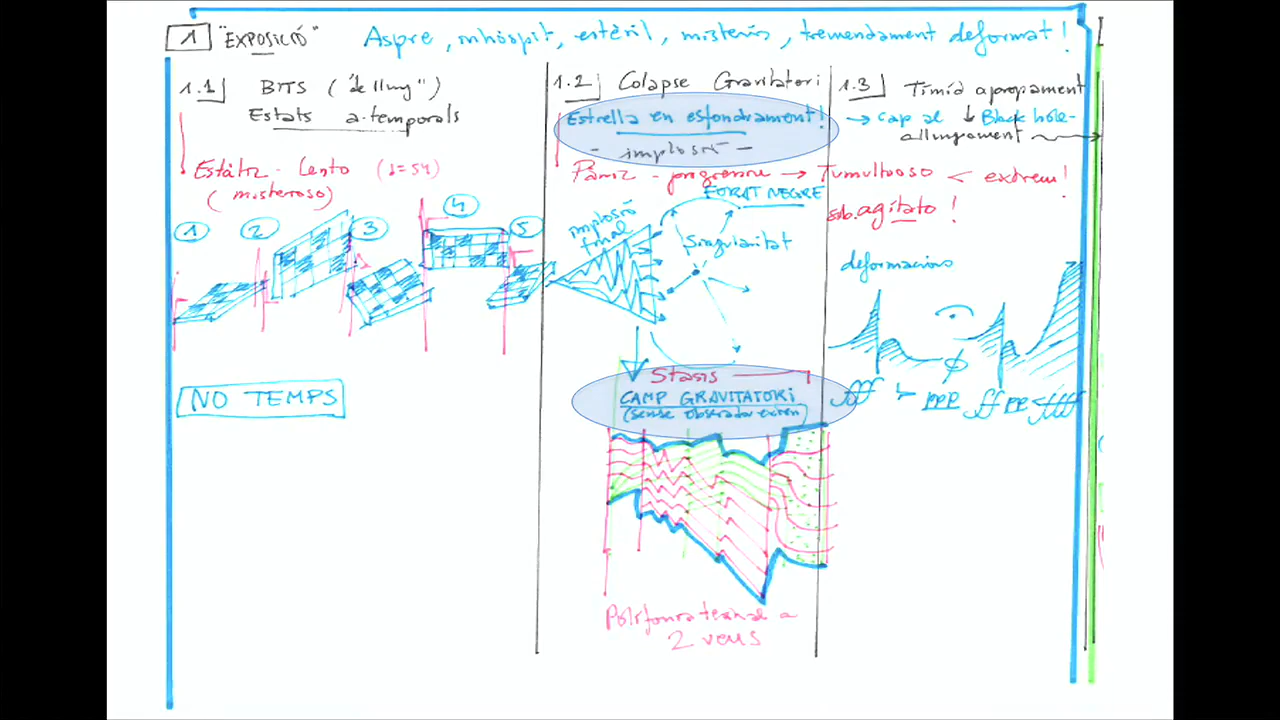 1 "EXPOSICIÓ" Aspre, inhòspit, estèril, misteriós, tremendament deformat!
1.1 BITS ("de lluny")
Estats a-temporals
Estàtic - Lento (♩=54)
(misterioso)
1 2 3 4 5
NO TEMPS
1.2 Colapse Gravitatori
Estrella en esfondrament!
- implosió -
Pànic - progressiu → Tumultuoso < extrem!
FORAT NEGRE
implosió
final
Singularitat
Stasis
CAMP GRAVITATORI
(sense observador extern
Polifonia textural a
2 veus
1.3 Tímid apropament
→ cap al ↓ Black hole -
allunyament
sub. agitato!
deformacions
fff ppp ff pp < ffff